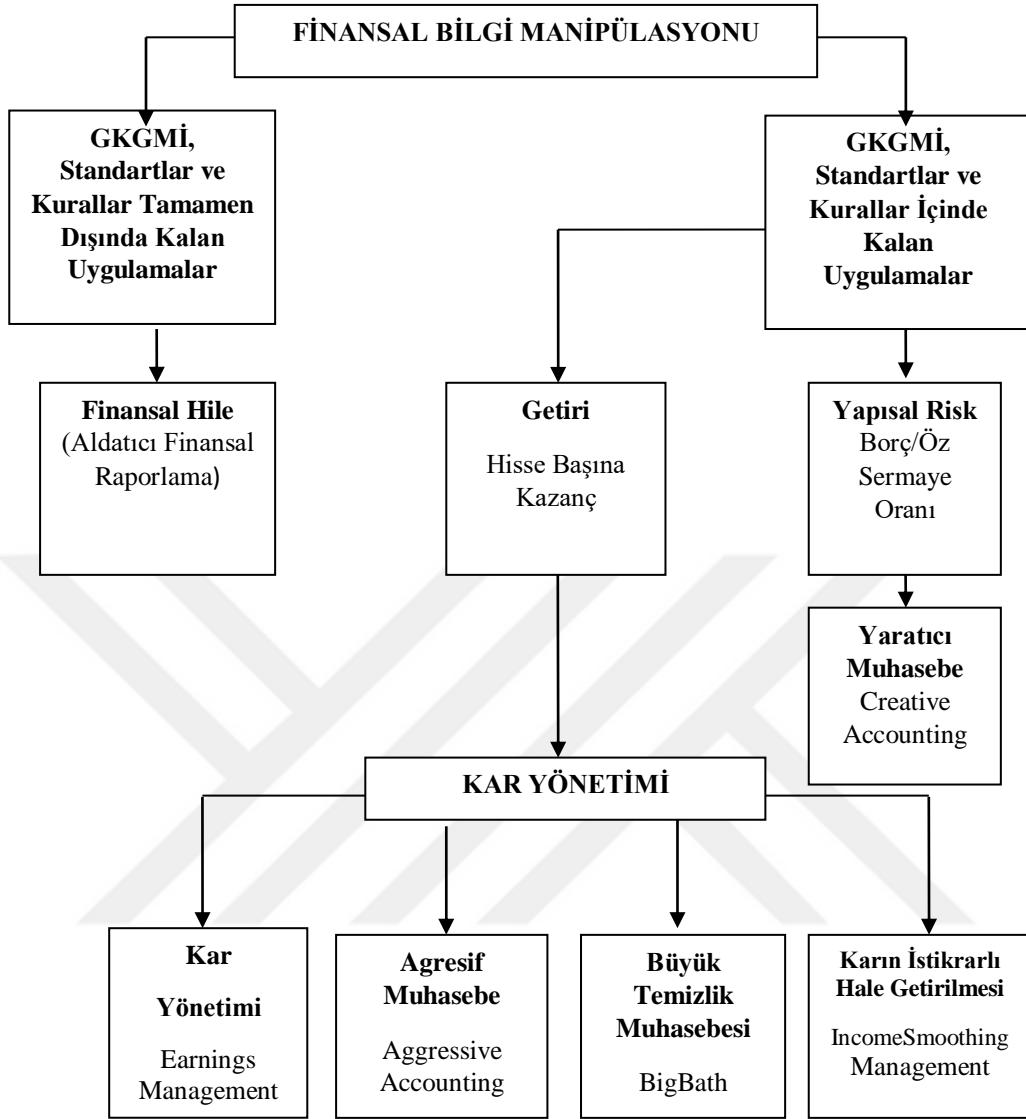 FİNANSAL BİLGİ MANİPÜLASYONU
GKGMİ,
Standartlar ve
Kurallar Tamamen
Dışında Kalan
Uygulamalar
GKGMİ,
Standartlar ve
Kurallar İçinde
Kalan
Uygulamalar
Finansal Hile
(Aldatıcı Finansal
Raporlama)
Getiri
Hisse Başına
Kazanç
Yapısal Risk
Borç/Öz
Sermaye
Oranı
Yaratıcı
Muhasebe
Creative
Accounting
KAR YÖNETİMİ
Kar
Yönetimi
Earnings
Management
Agresif
Muhasebe
Aggressive
Accounting
Büyük
Temizlik
Muhasebesi
BigBath
Karın İstikrarlı
Hale Getirilmesi
IncomeSmoothing
Management